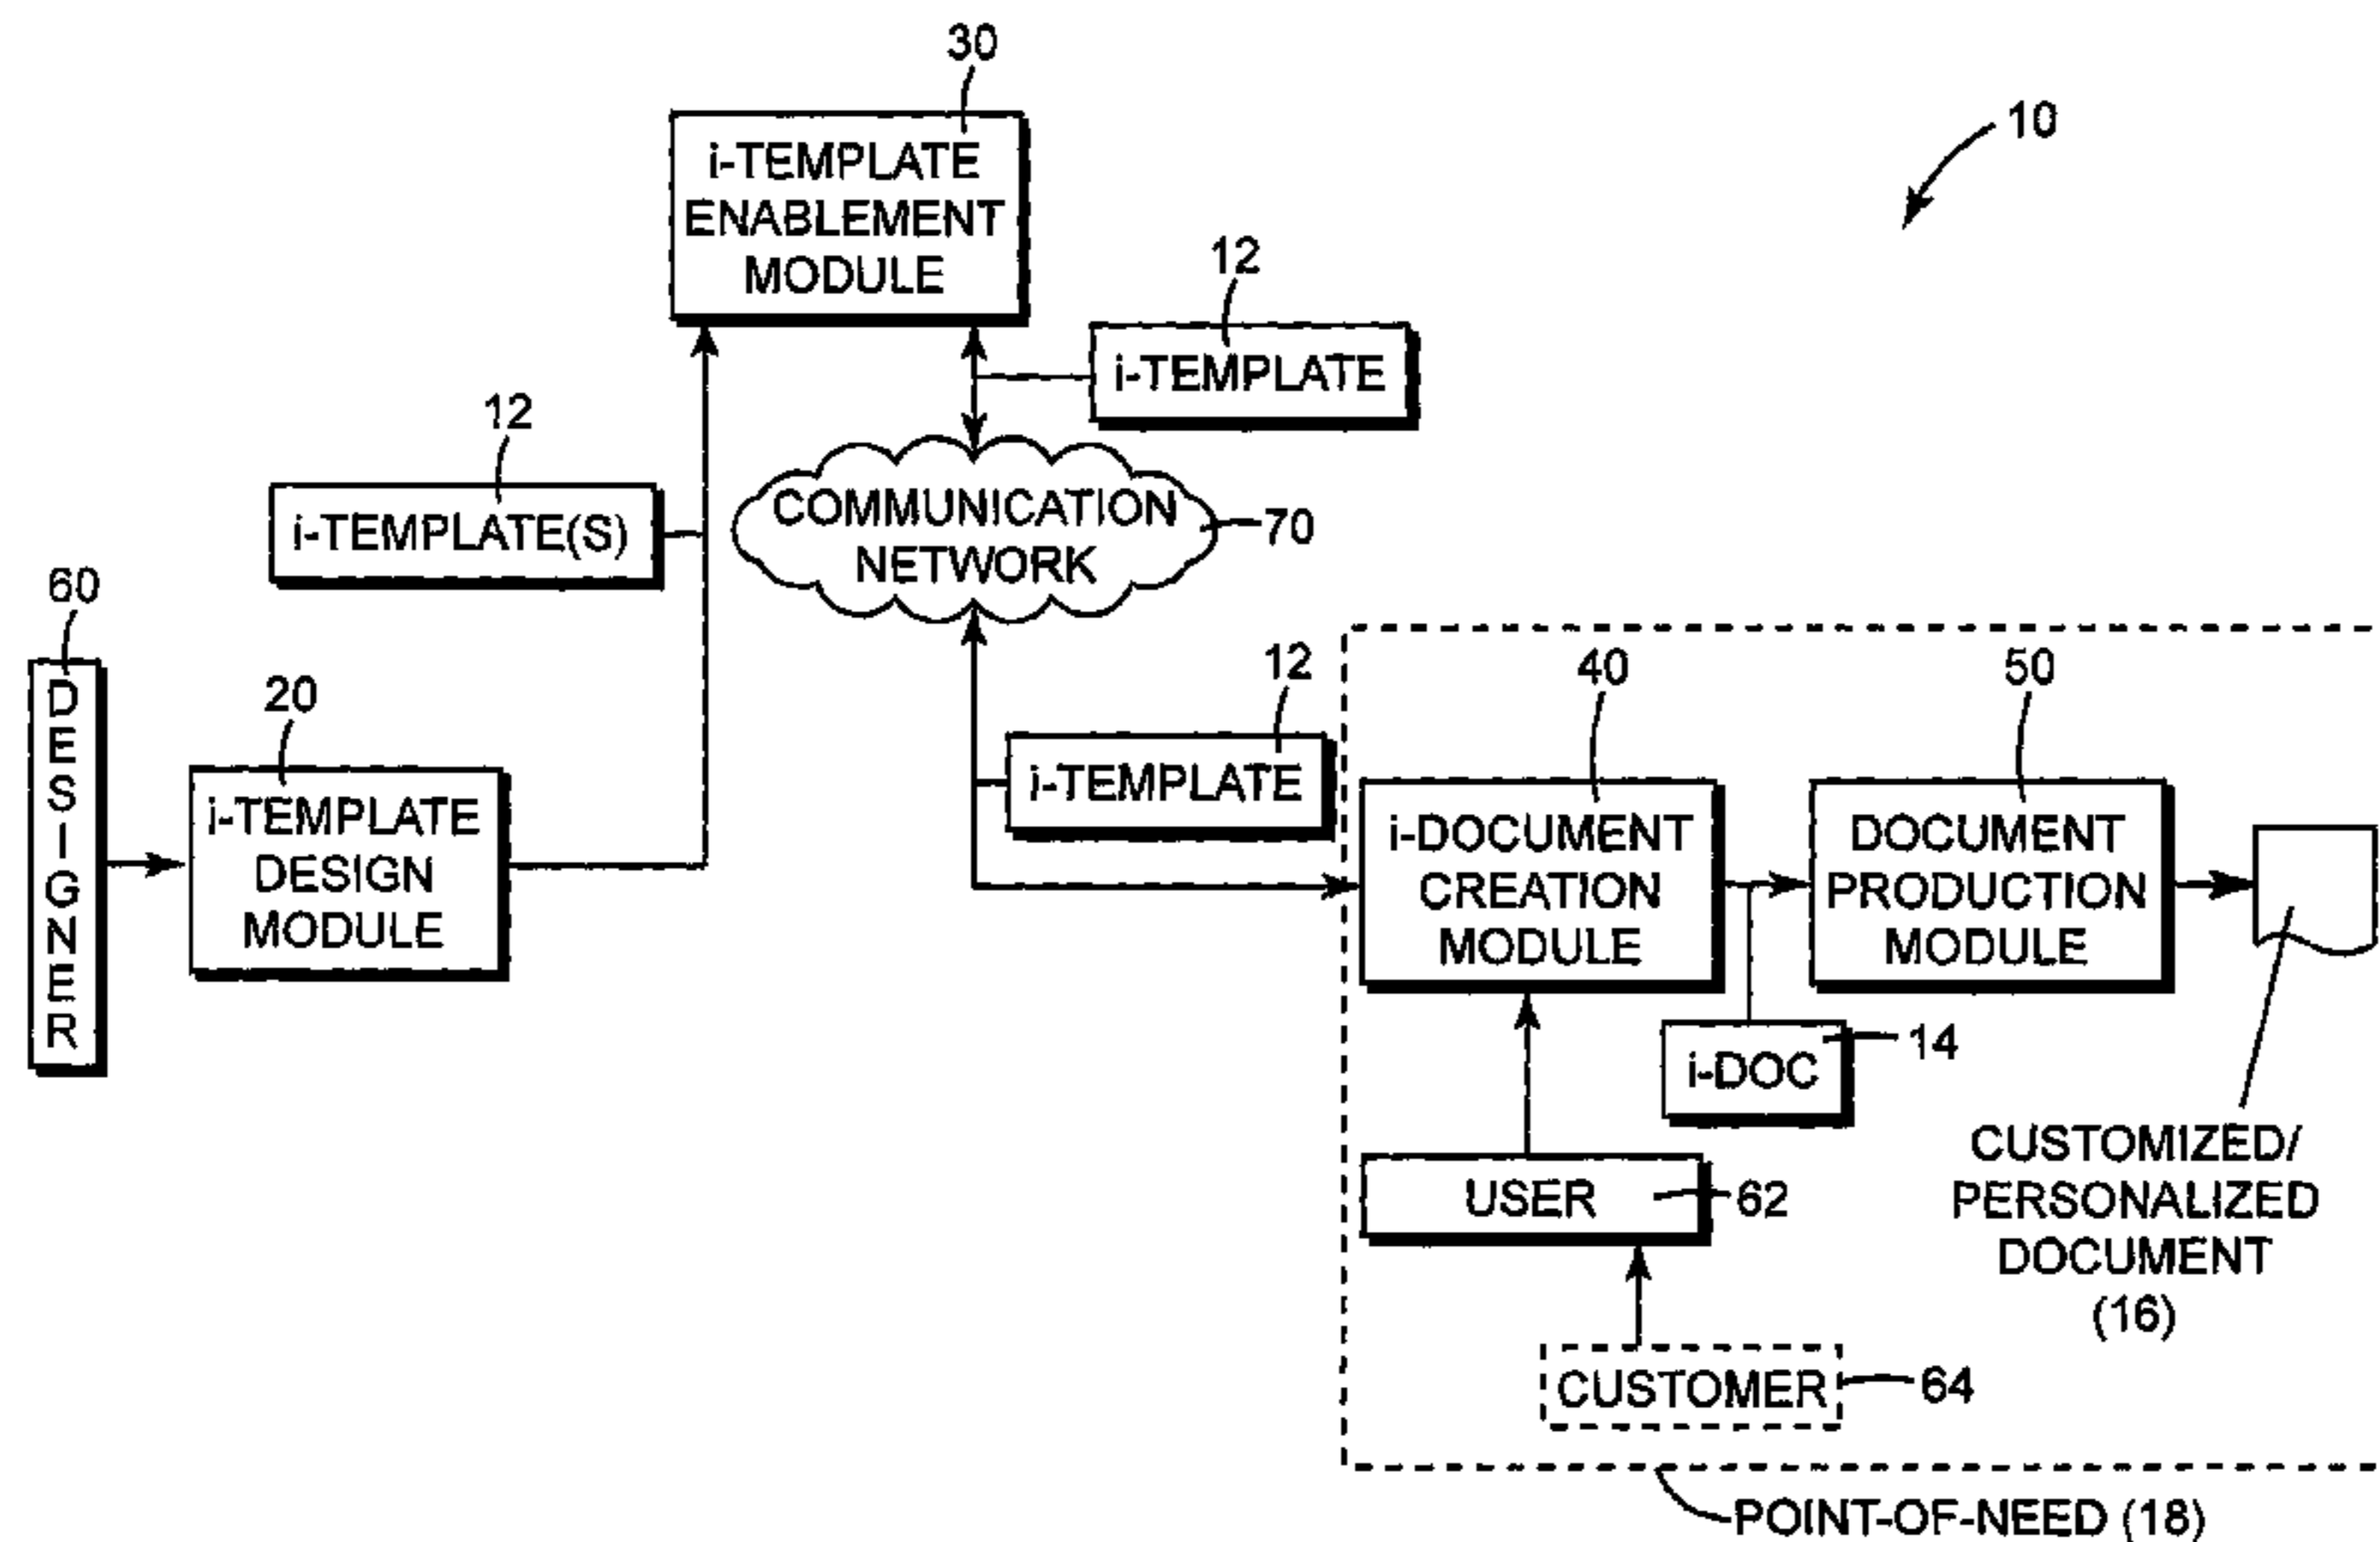 30
i-TEMPLATE
ENABLEMENT
MODULE
10
12
i-TEMPLATE
12
i-TEMPLATE(S)
COMMUNICATION
NETWORK
70
60
DESIGNER
20
i-TEMPLATE
DESIGN
MODULE
12
i-TEMPLATE
40
i-DOCUMENT
CREATION
MODULE
50
DOCUMENT
PRODUCTION
MODULE
14
i-DOC
USER
62
CUSTOMIZED/
PERSONALIZED
DOCUMENT
(16)
CUSTOMER
64
POINT-OF-NEED (18)